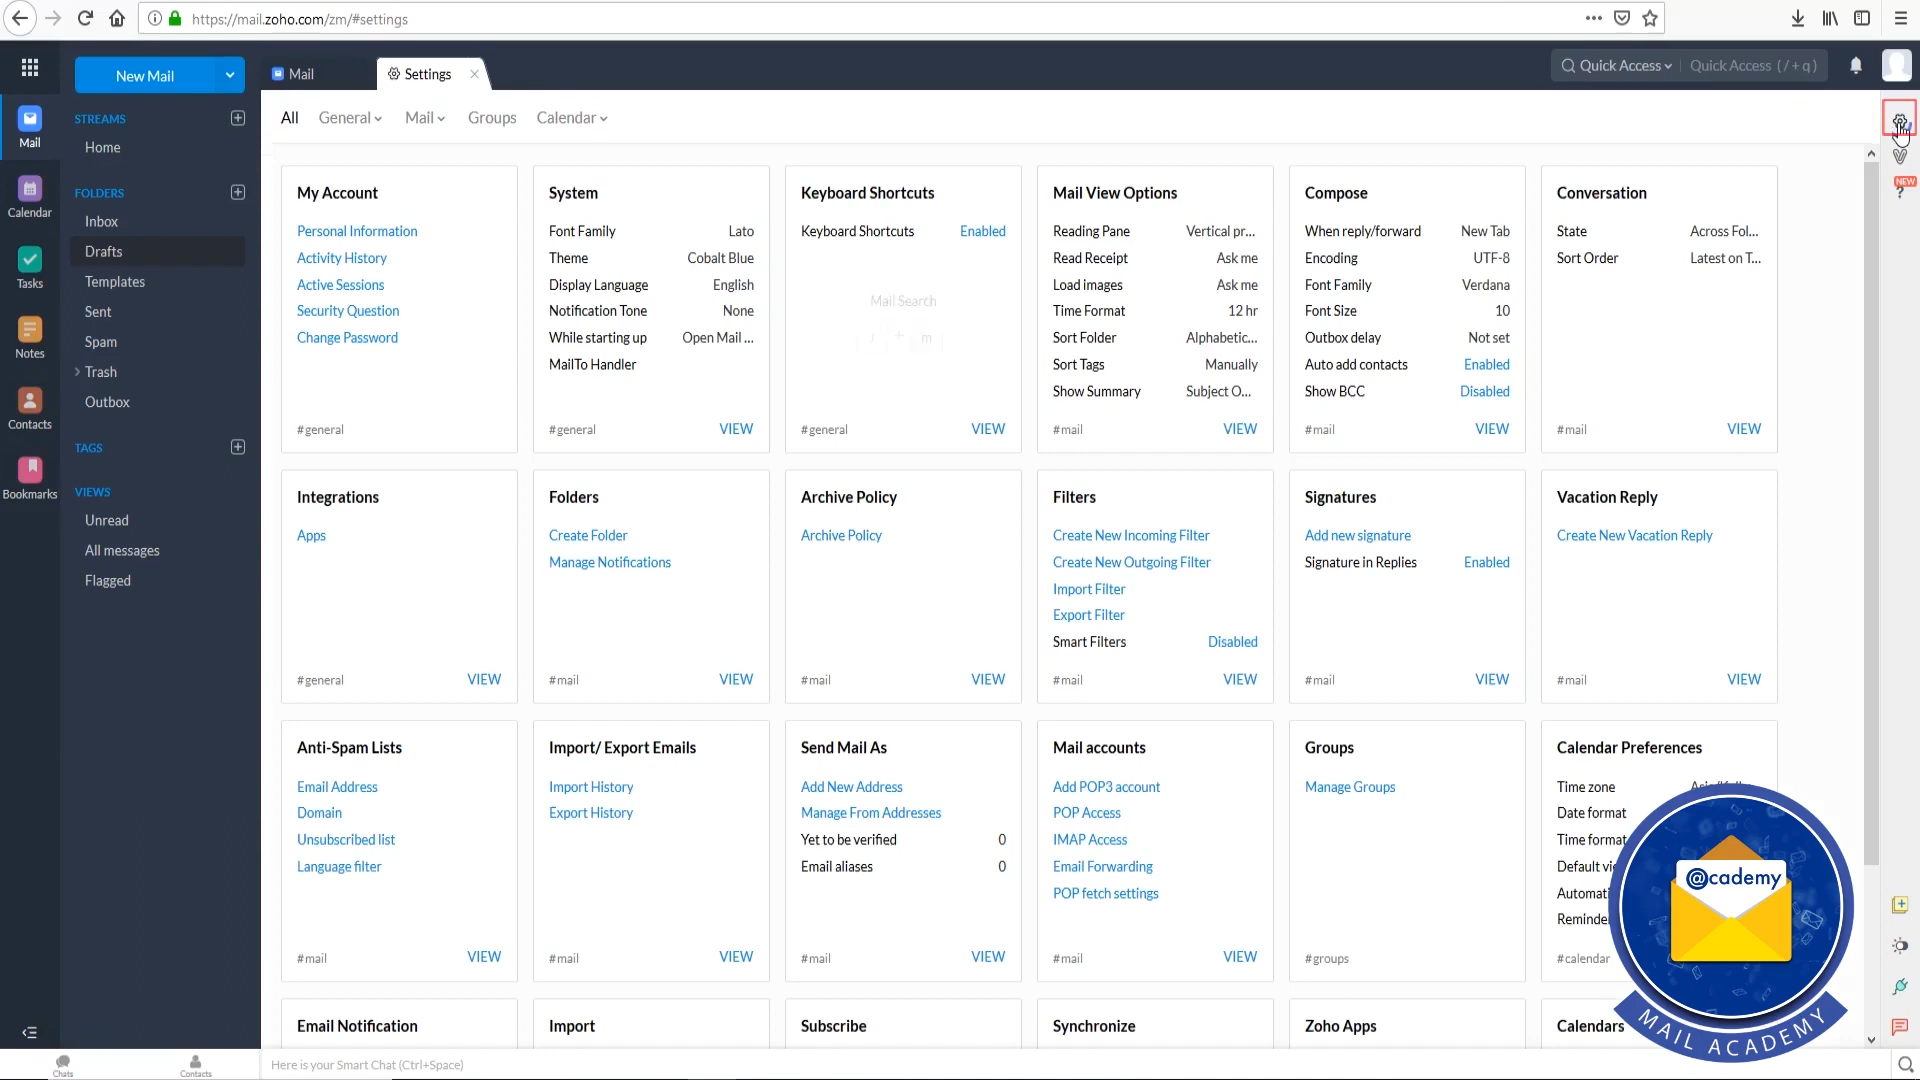 https://mail.zoho.com/zm/#settings
New Mail
Mail
Settings
Quick Access
Quick Access ( / + q )
Mail
Calendar
Tasks
Notes
Contacts
Bookmarks
STREAMS
Home
FOLDERS
Inbox
Drafts
Templates
Sent
Spam
Trash
Outbox
TAGS
VIEWS
Unread
All messages
Flagged
All General Mail Groups Calendar
NEW
?
My Account
Personal Information
Activity History
Active Sessions
Security Question
Change Password
#general
System
Font Family Lato
Theme Cobalt Blue
Display Language English
Notification Tone None
While starting up Open Mail ...
MailTo Handler
#general VIEW
Keyboard Shortcuts
Keyboard Shortcuts Enabled
Mail Search
/ + m
#general VIEW
Mail View Options
Reading Pane Vertical pr...
Read Receipt Ask me
Load images Ask me
Time Format 12 hr
Sort Folder Alphabetic...
Sort Tags Manually
Show Summary Subject O...
#mail VIEW
Compose
When reply/forward New Tab
Encoding UTF-8
Font Family Verdana
Font Size 10
Outbox delay Not set
Auto add contacts Enabled
Show BCC Disabled
#mail VIEW
Conversation
State Across Fol...
Sort Order Latest on T...
#mail VIEW
Integrations
Apps
#general VIEW
Folders
Create Folder
Manage Notifications
#mail VIEW
Archive Policy
Archive Policy
#mail VIEW
Filters
Create New Incoming Filter
Create New Outgoing Filter
Import Filter
Export Filter
Smart Filters Disabled
#mail VIEW
Signatures
Add new signature
Signature in Replies Enabled
#mail VIEW
Vacation Reply
Create New Vacation Reply
#mail VIEW
Anti-Spam Lists
Email Address
Domain
Unsubscribed list
Language filter
#mail VIEW
Import/ Export Emails
Import History
Export History
#mail VIEW
Send Mail As
Add New Address
Manage From Addresses
Yet to be verified 0
Email aliases 0
#mail VIEW
Mail accounts
Add POP3 account
POP Access
IMAP Access
Email Forwarding
POP fetch settings
#mail VIEW
Groups
Manage Groups
#groups
Calendar Preferences
Time zone
Date format
Time format
Default vi
Automati
Reminde
#calendar
Email Notification
Import
Subscribe
Synchronize
Zoho Apps
Calendars
@cademy
MAIL ACADEMY
Chats
Contacts
Here is your Smart Chat (Ctrl+Space)